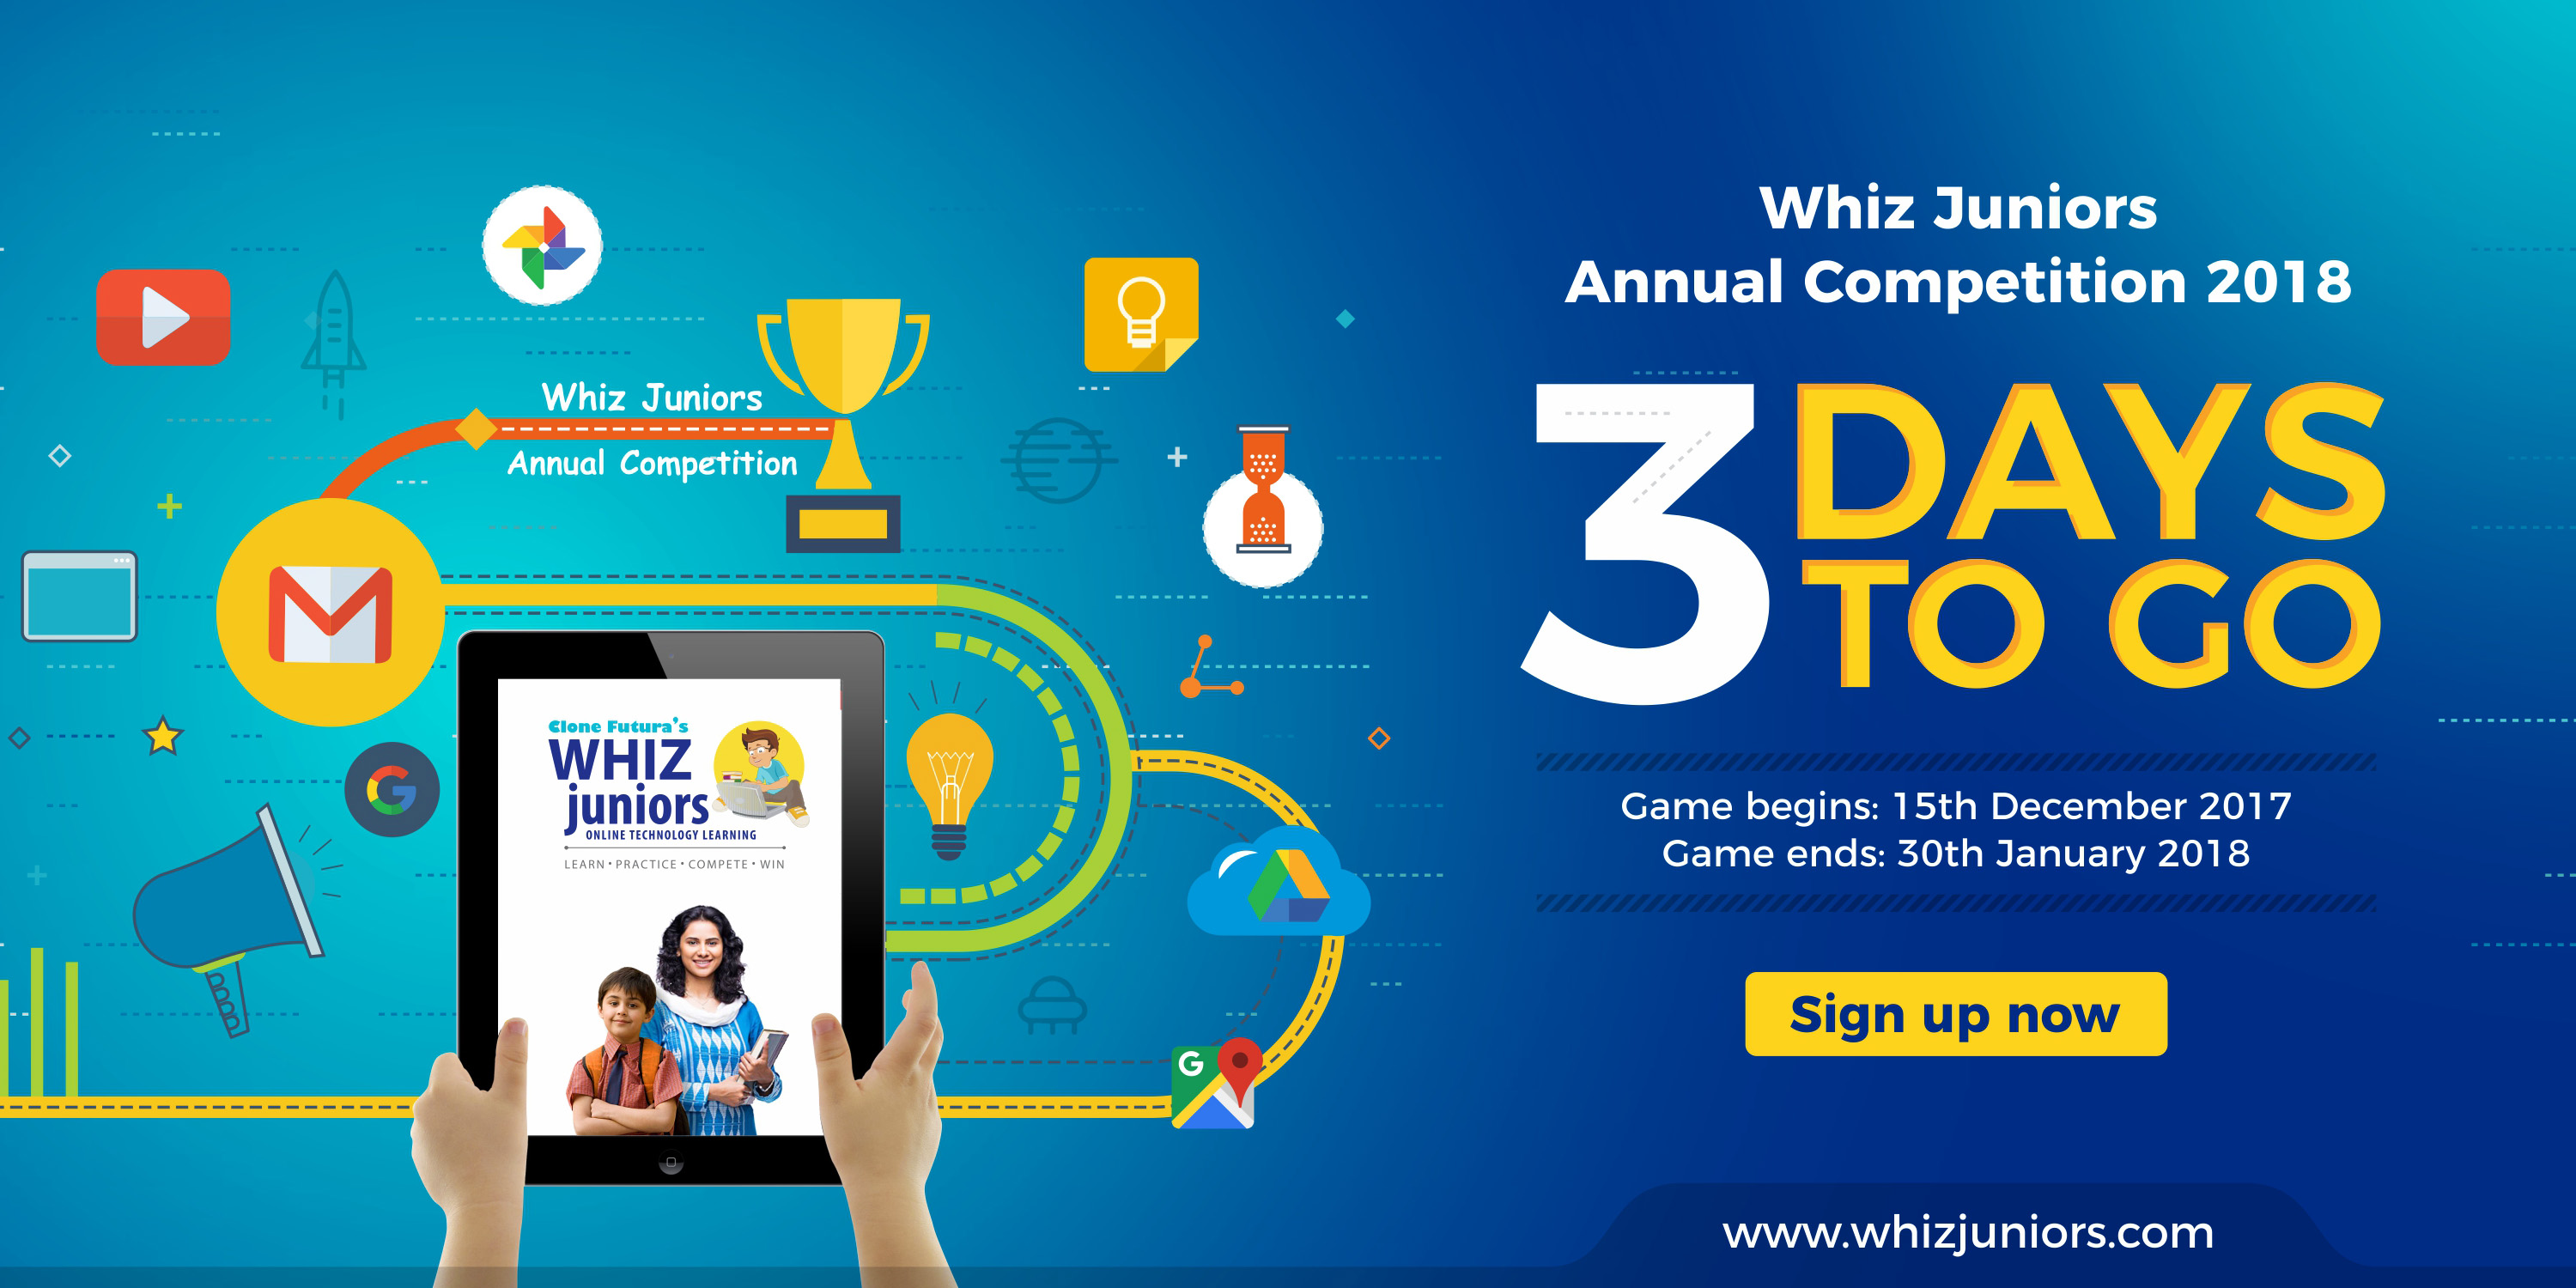 Whiz Juniors
Annual Competition
Clone Futura's
WHIZ
juniors
ONLINE TECHNOLOGY LEARNING
LEARN • PRACTICE • COMPETE • WIN
Whiz Juniors
Annual Competition 2018
3 DAYS
TO GO
Game begins: 15th December 2017
Game ends: 30th January 2018
Sign up now
www.whizjuniors.com